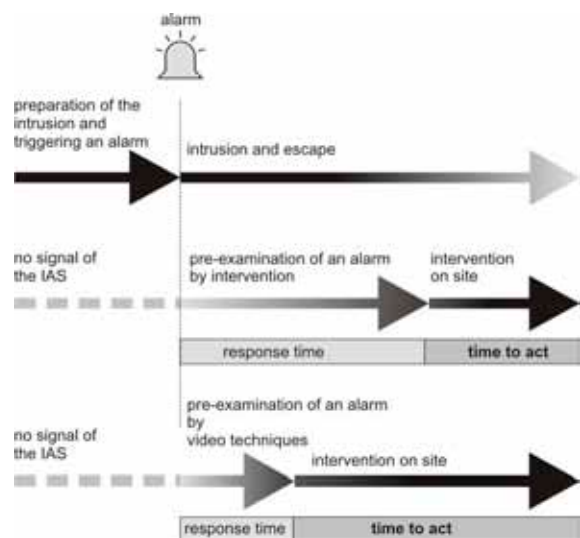 alarm
preparation of the
intrusion and
triggering an alarm
intrusion and escape
no signal of
the IAS
pre-examination of an alarm
by intervention
intervention
on site
response time
time to act
pre-examination of an alarm
by
video techniques
no signal of
the IAS
intervention on site
response time
time to act